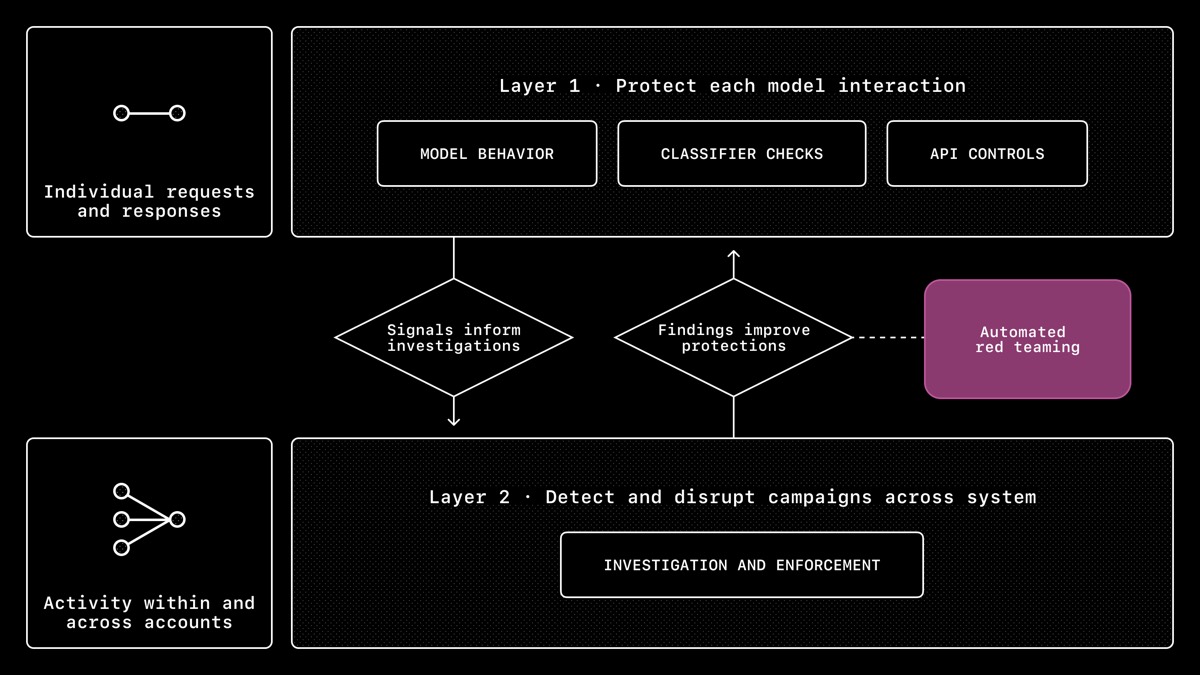 Layer 1 · Protect each model interaction
MODEL BEHAVIOR
CLASSIFIER CHECKS
API CONTROLS
Individual requests
and responses
Signals inform
investigations
Findings improve
protections
Automated
red teaming
Layer 2 · Detect and disrupt campaigns across system
INVESTIGATION AND ENFORCEMENT
Activity within and
across accounts